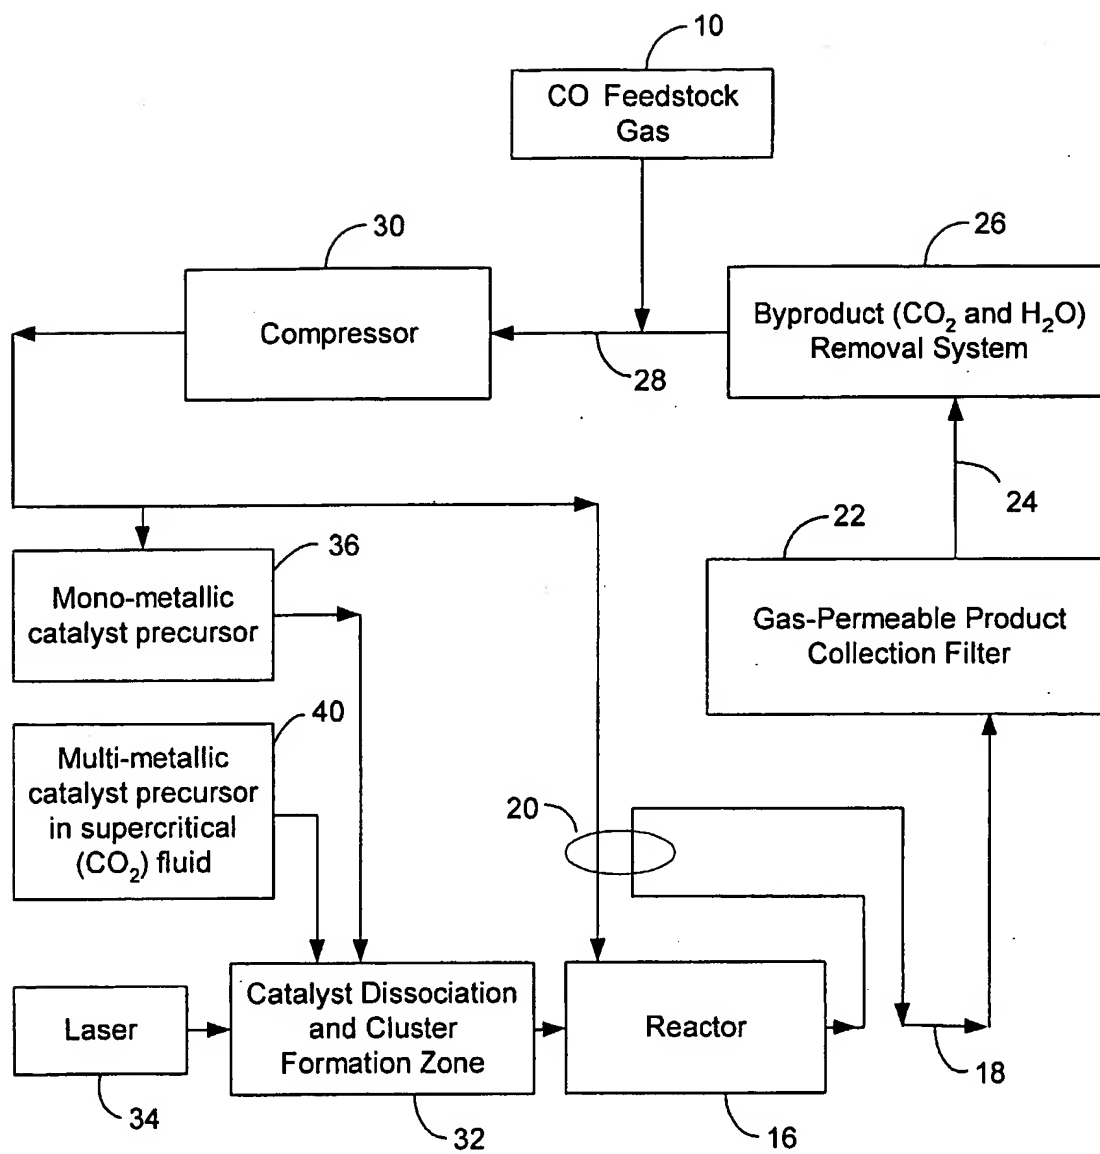 10
CO Feedstock
Gas
30
26
Compressor
Byproduct (CO₂ and H₂O)
Removal System
28
24
22
36
Mono-metallic
catalyst precursor
Gas-Permeable Product
Collection Filter
40
Multi-metallic
catalyst precursor
in supercritical
(CO₂) fluid
20
Laser
Catalyst Dissociation
and Cluster
Formation Zone
Reactor
18
34
32
16